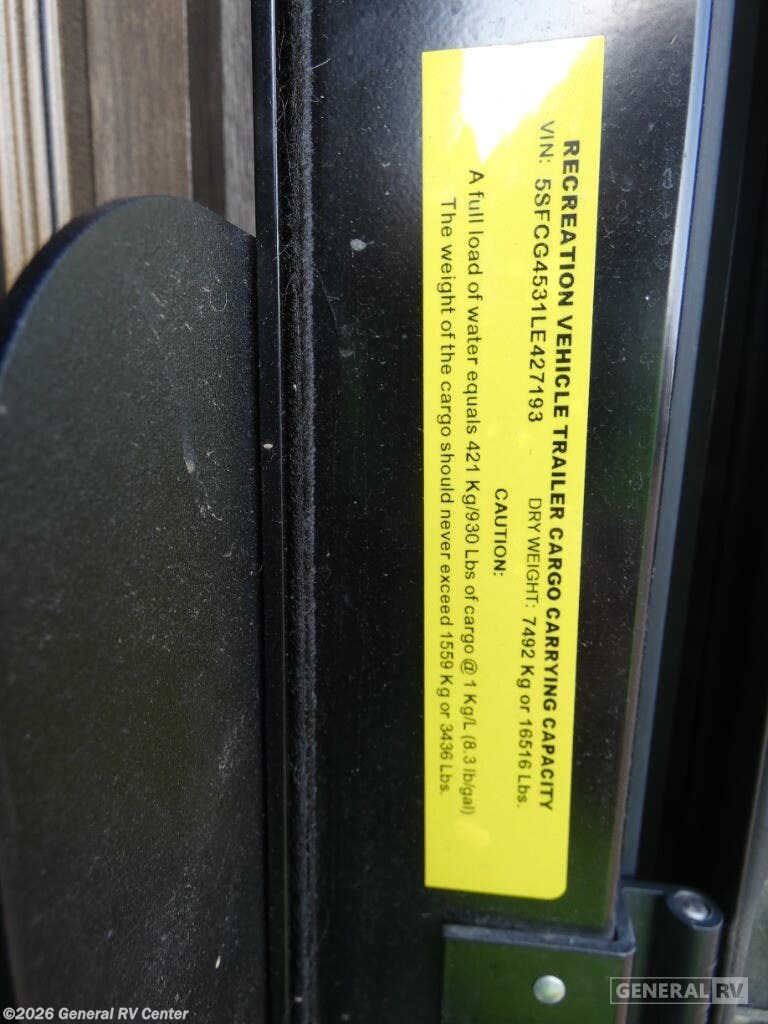 RECREATION VEHICLE TRAILER CARGO CARRYING CAPACITY
VIN: 5SFCG4531LE427193 DRY WEIGHT: 7492 Kg or 16516 Lbs.
CAUTION:
A full load of water equals 421 Kg/930 Lbs of cargo @ 1 Kg/L (8.3 lb/gal)
The weight of the cargo should never exceed 1559 Kg or 3436 Lbs.
©2026 General RV Center
GENERAL RV